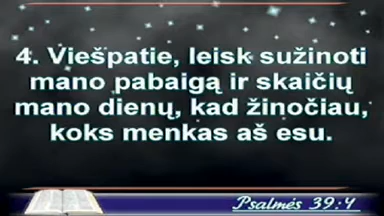 4. Viešpatie, leisk sužinoti
mano pabaigą ir skaičių
mano dienų, kad žinočiau,
koks menkas aš esu.
Psalmės 39:4